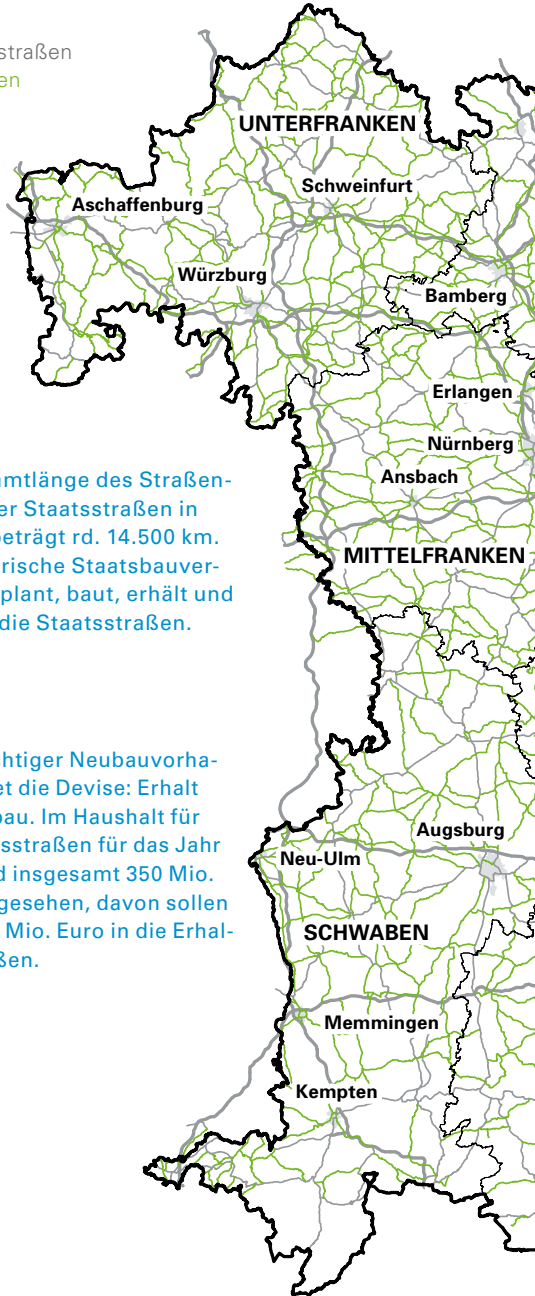 straßen
en
UNTERFRANKEN
Schweinfurt
Aschaffenburg
Würzburg
Bamberg
Erlangen
Nürnberg
Ansbach
MITTELFRANKEN
amtlänge des Straßen-
er Staatsstraßen in
beträgt rd. 14.500 km.
rische Staatsbauver-
plant, baut, erhält und
die Staatsstraßen.
chtiger Neubauvorha-
et die Devise: Erhalt
bau. Im Haushalt für
sstraßen für das Jahr
d insgesamt 350 Mio.
gesehen, davon sollen
Mio. Euro in die Erhal-
ßen.
Augsburg
Neu-Ulm
SCHWABEN
Memmingen
Kempten